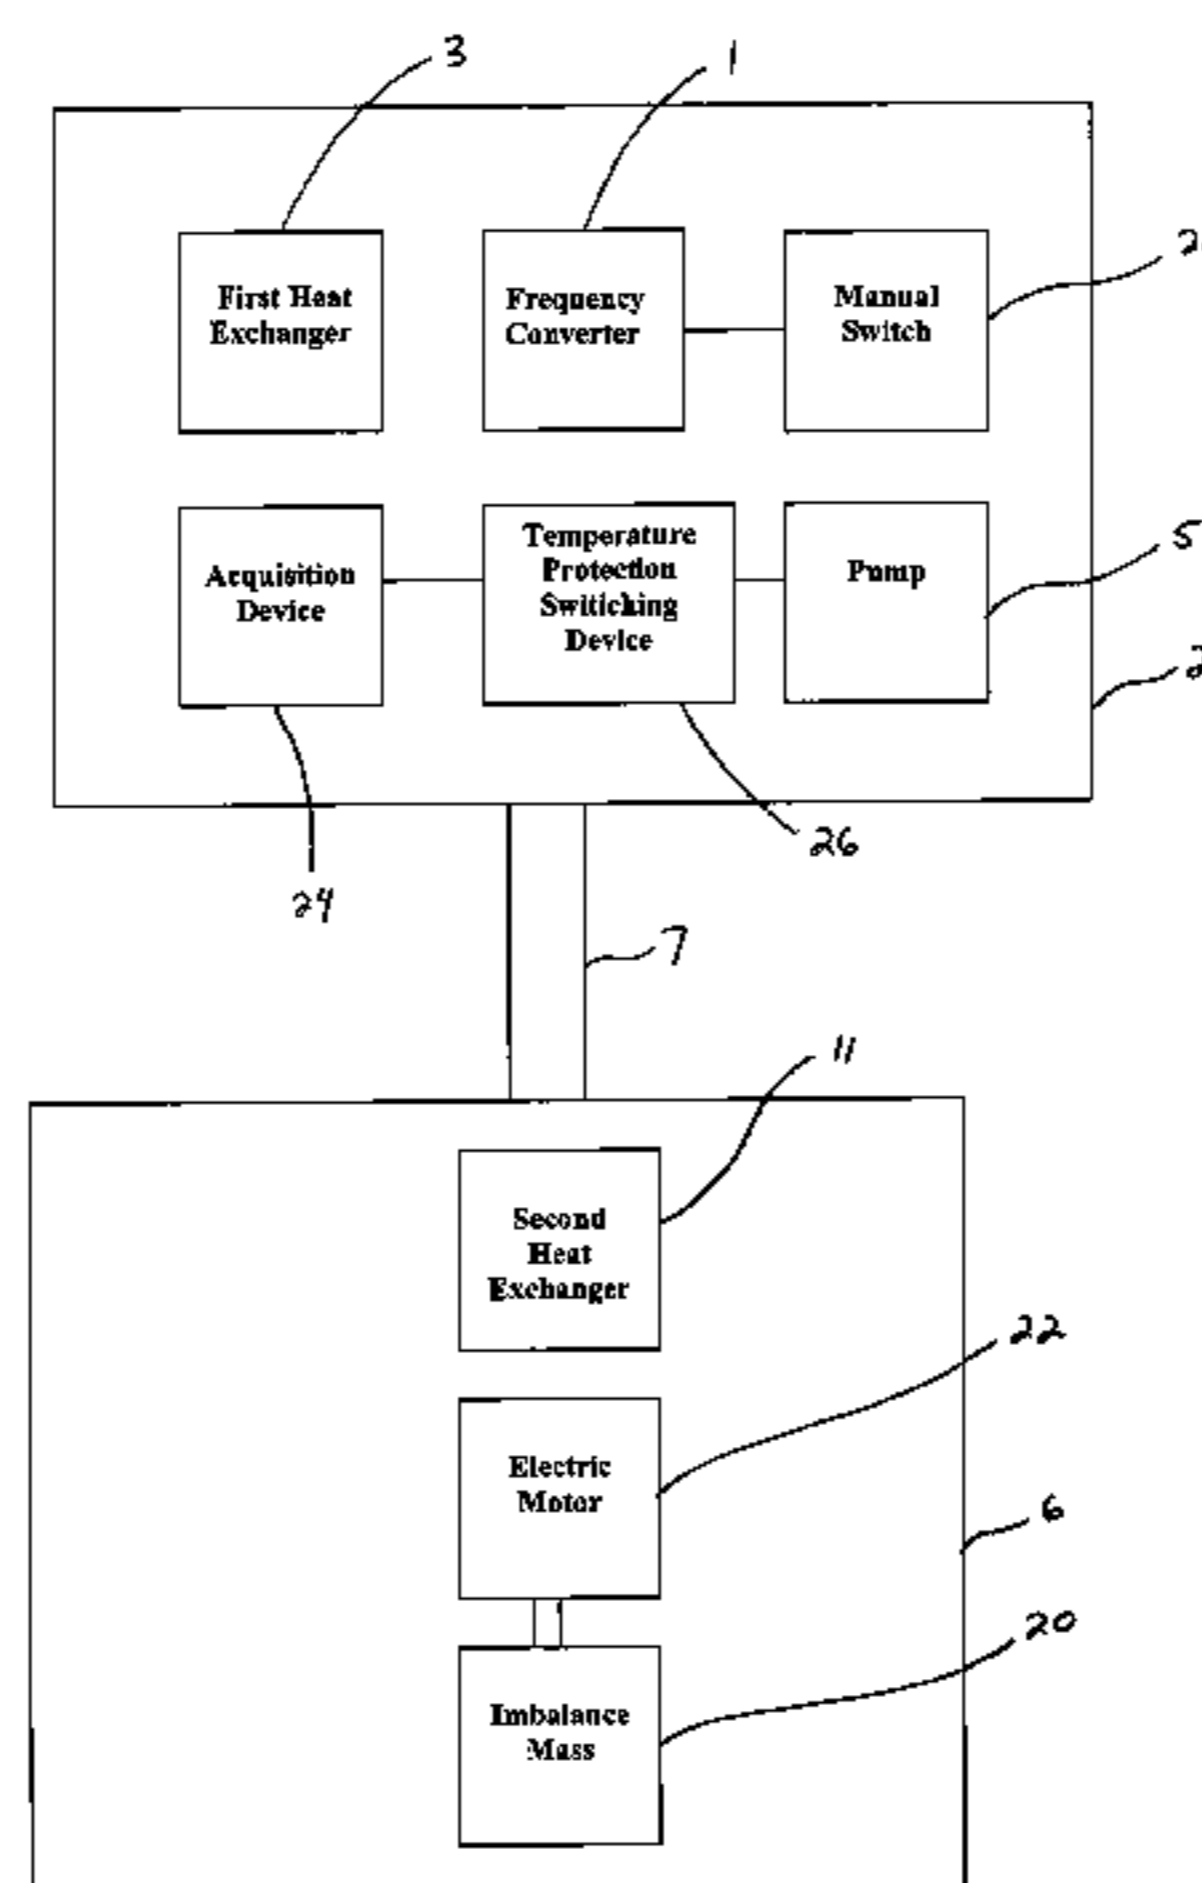 3
1
First Heat
Exchanger
Frequency
Converter
Manual
Switch
Acquisition
Device
Temperature
Protection
Switiching
Device
Pump
5
24
26
7
11
Second
Heat
Exchanger
22
Electric
Motor
6
20
Imbalance
Mass